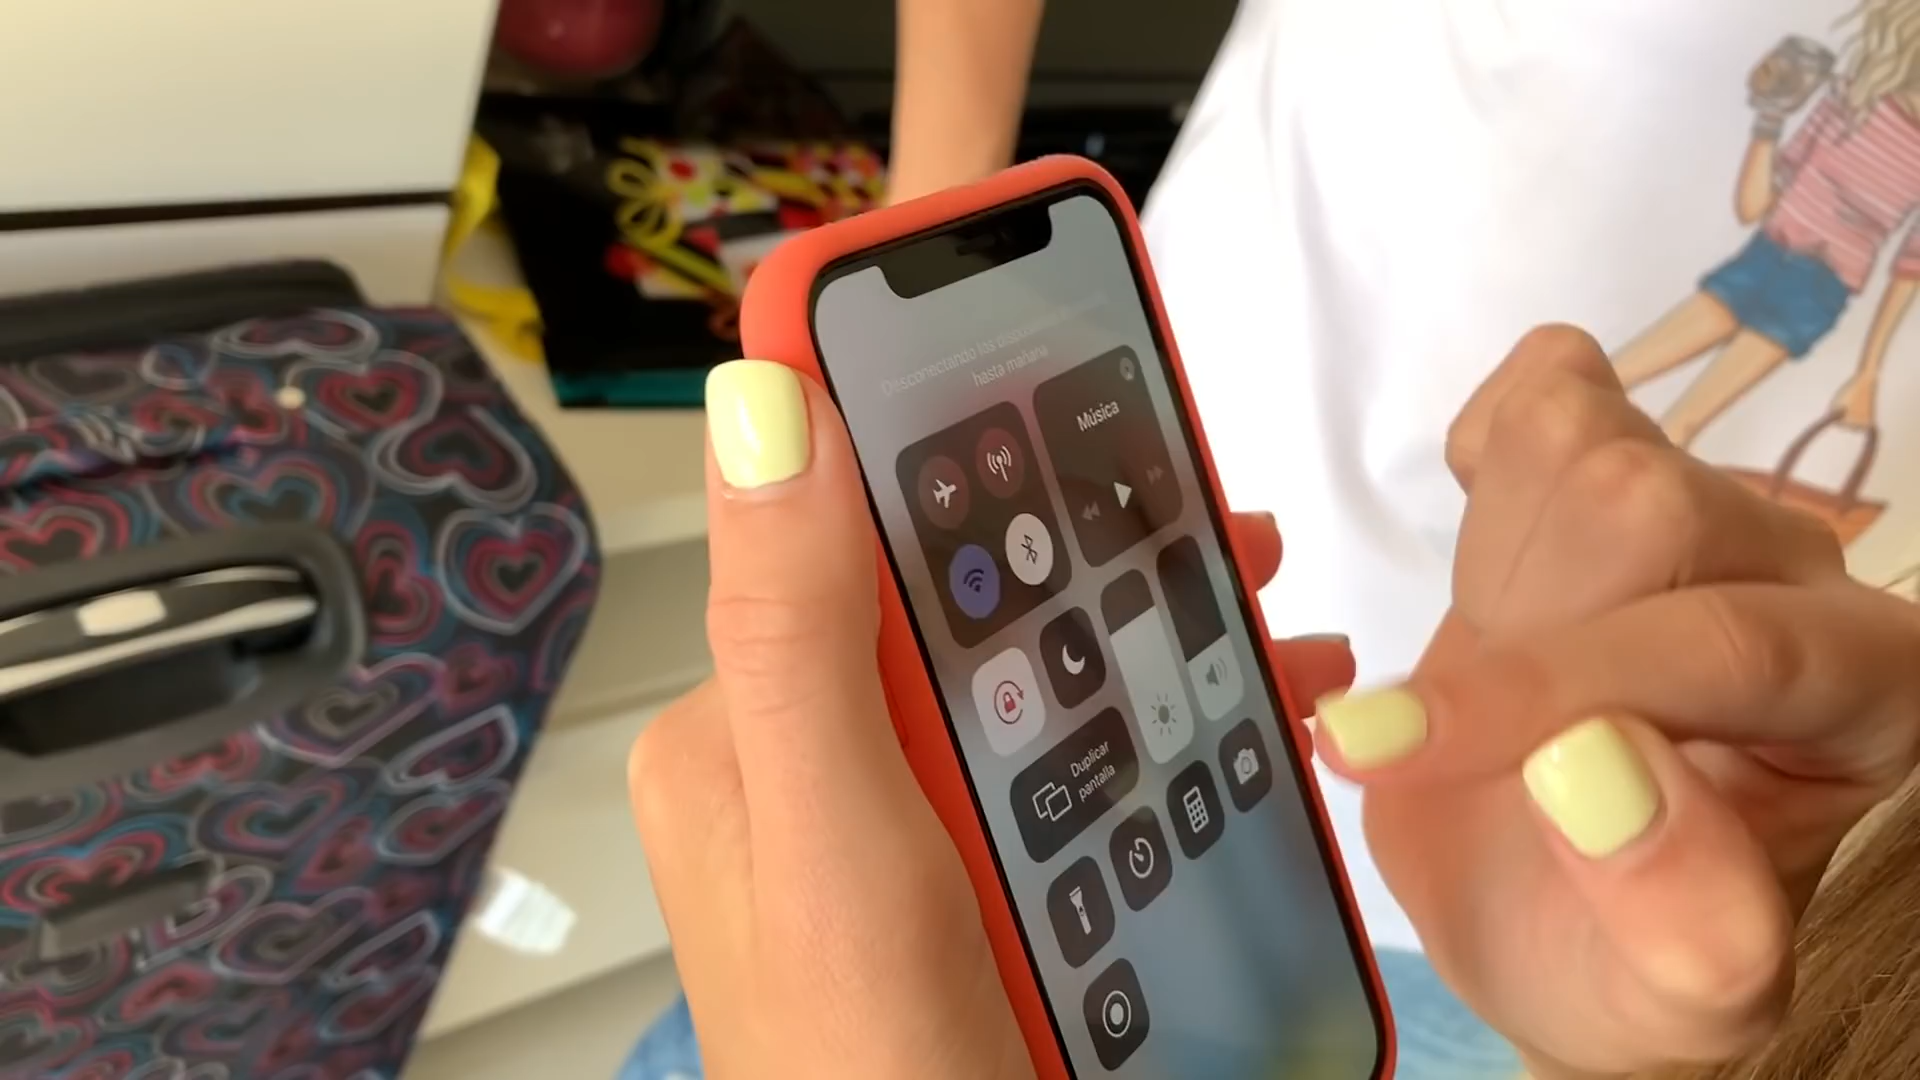 Desconectando los
hasta mañana
Música
Duplicar
pantalla